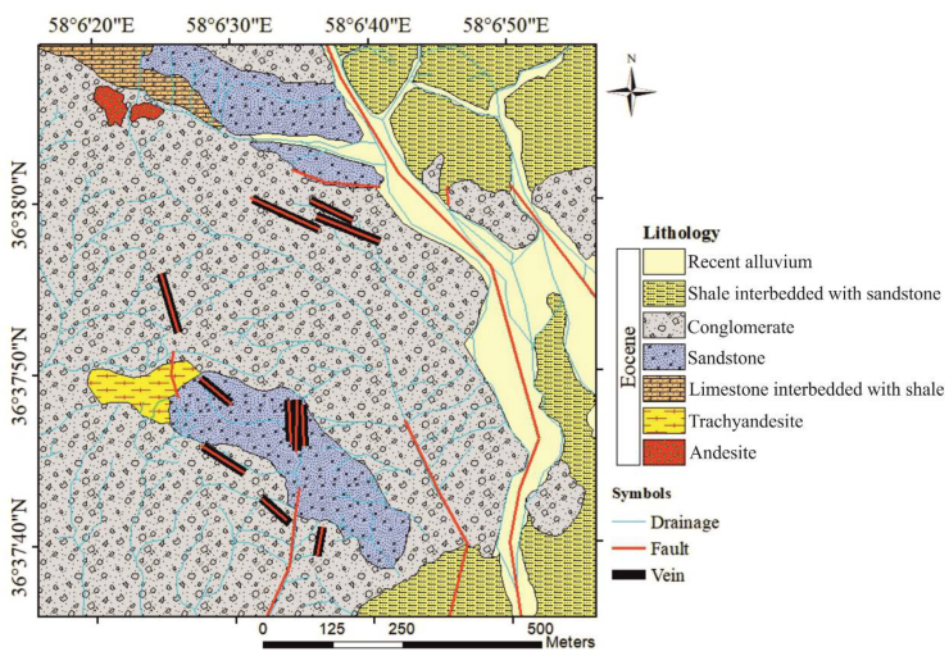 58°6'20"E 58°6'30"E 58°6'40"E 58°6'50"E
N
36°38'0"N
36°37'50"N
36°37'40"N
Lithology
Eocene
Recent alluvium
Shale interbedded with sandstone
Conglomerate
Sandstone
Limestone interbedded with shale
Trachyandesite
Andesite
Symbols
Drainage
Fault
Vein
0 125 250 500
Meters